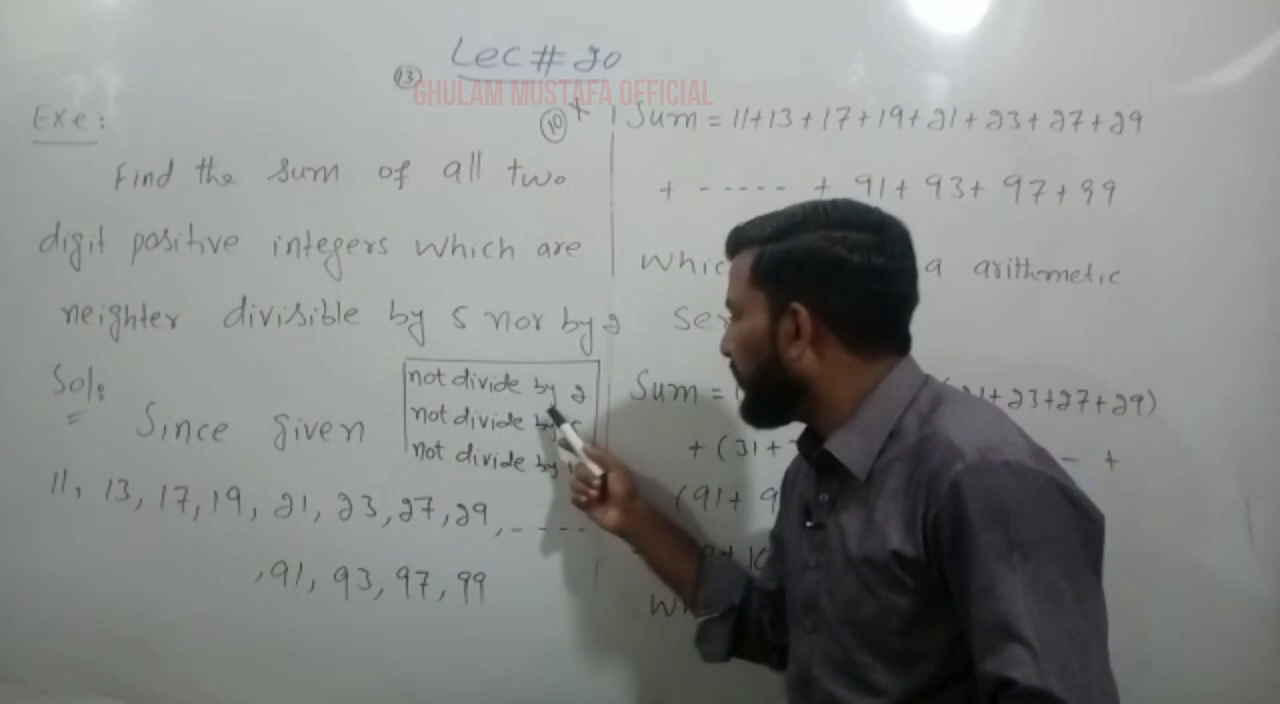 Lec # 20
13
GHULAM MUSTAFA OFFICIAL
Exe:
10
Find the sum of all two
digit positive integers which are
neighter divisible by 5 nor by 2
Sol:
Since given
not divide by 2
not divide by
not divide by
11, 13, 17, 19, 21, 23, 27, 29, -----
, 91, 93, 97, 99
Sum = 11+13+17+19+21+23+27+29
+ ----- + 91+93+97+99
a arithmetic
Sum =
+23+27+29)
+ (31+
- +
(91+